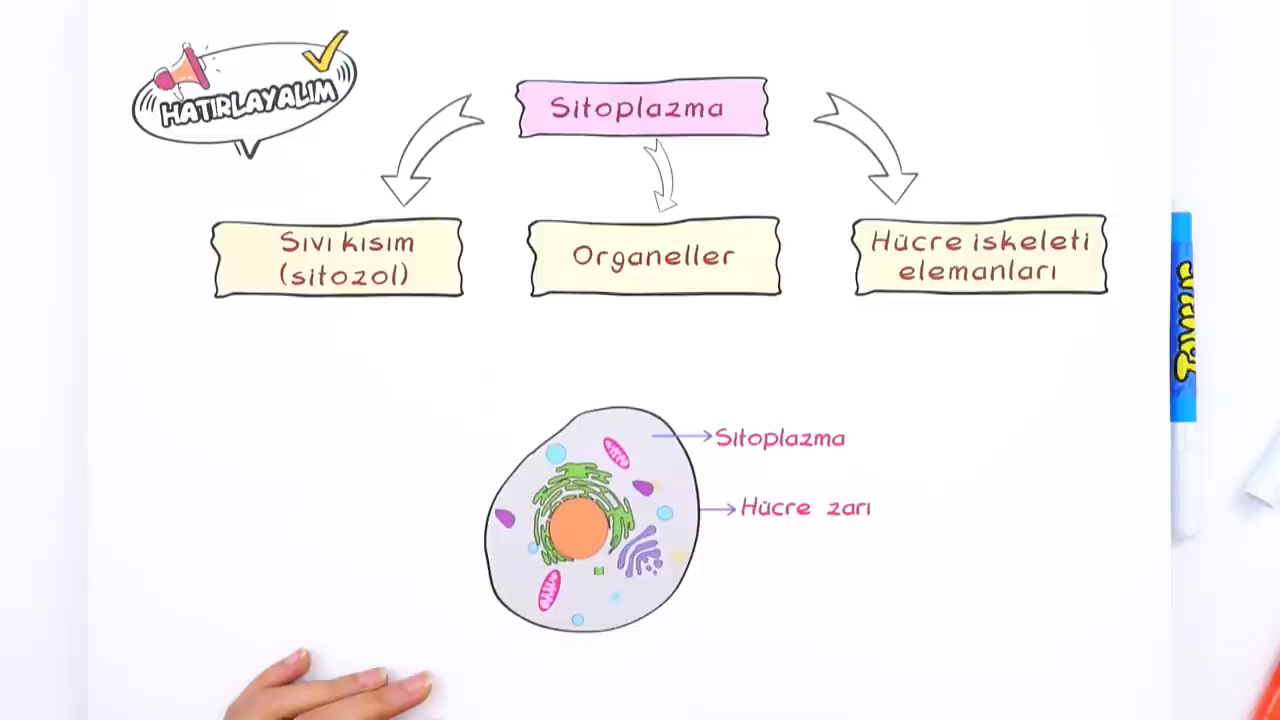 HATIRLAYALIM
Sitoplazma
Sıvı kısım
(sitozol)
Organeller
Hücre iskeleti
elemanları
Sitoplazma
Hücre zarı